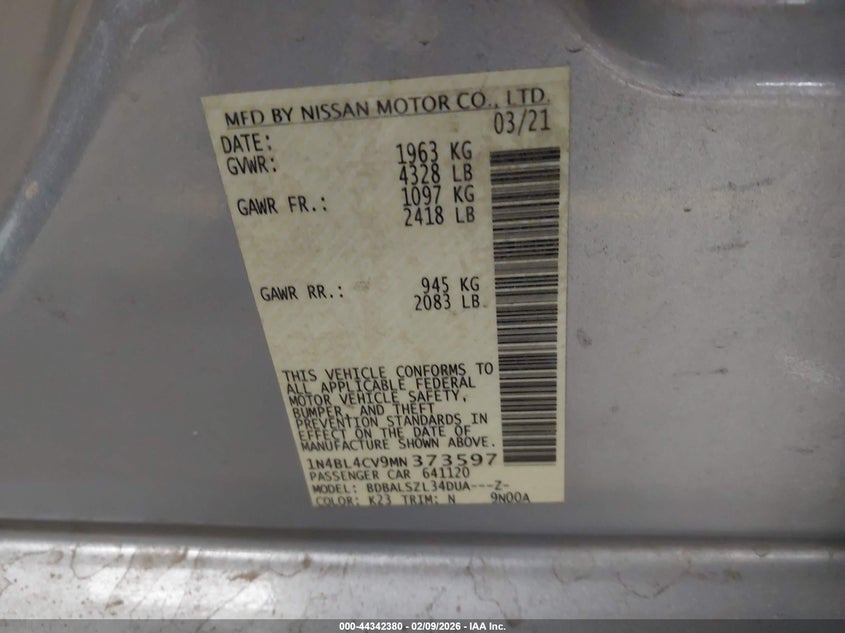 MFD BY NISSAN MOTOR CO., LTD.
DATE: 03/21
GVWR: 1963 KG
4328 LB
GAWR FR.: 1097 KG
2418 LB
GAWR RR.: 945 KG
2083 LB
THIS VEHICLE CONFORMS TO
ALL APPLICABLE FEDERAL
MOTOR VEHICLE SAFETY,
BUMPER, AND THEFT
PREVENTION STANDARDS IN
EFFECT ON THE DATE OF
MANUFACTURE SHOWN ABOVE.
1N4BL4CV9MN373597
PASSENGER CAR 641120
MODEL: BDBALSZL34DUA---Z-
COLOR: K23 TRIM: N 9N00A
000-44342380 - 02/09/2026 - IAA Inc.